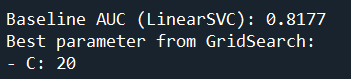 Baseline AUC (LinearSVC): 0.8177
Best parameter from GridSearch:
- C: 20